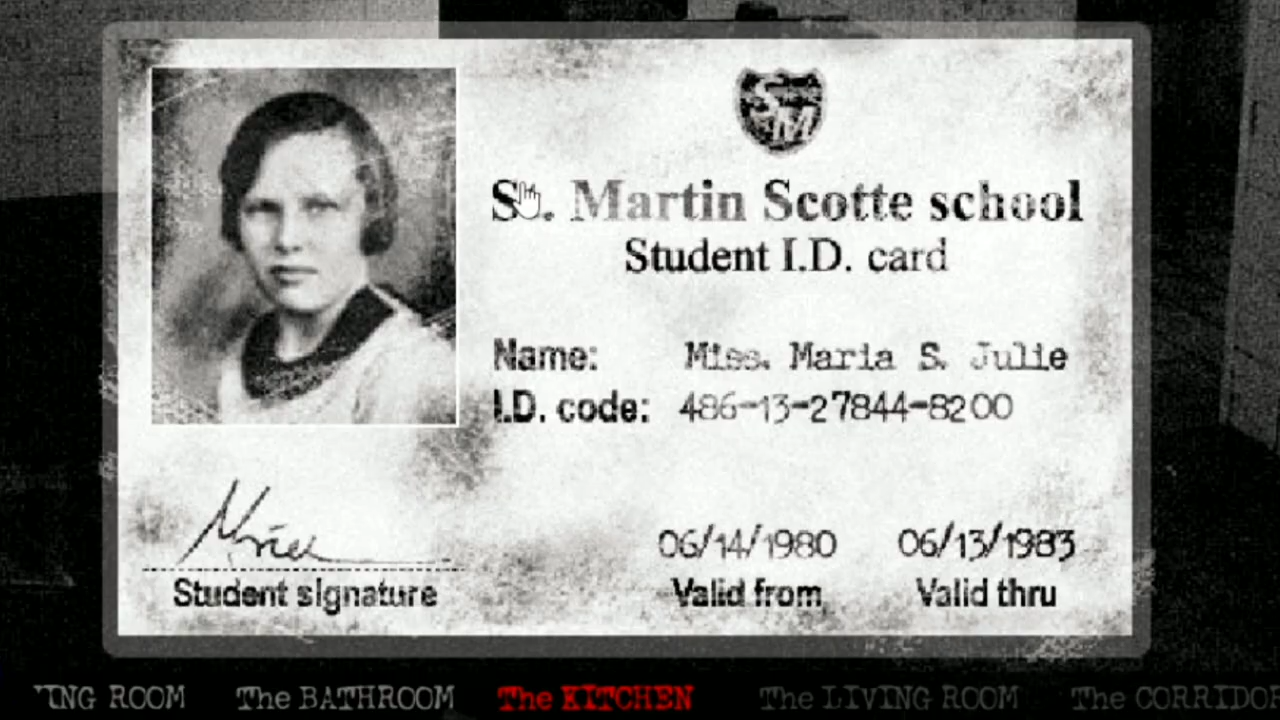 SM
St. Martin Scotte school
Student I.D. card
Name: Miss. Maria S. Julie
I.D. code: 486-13-27844-8200
06/14/1980 06/13/1983
Student signature Valid from Valid thru
ING ROOM The BATHROOM The KITCHEN The LIVING ROOM The CORRIDO